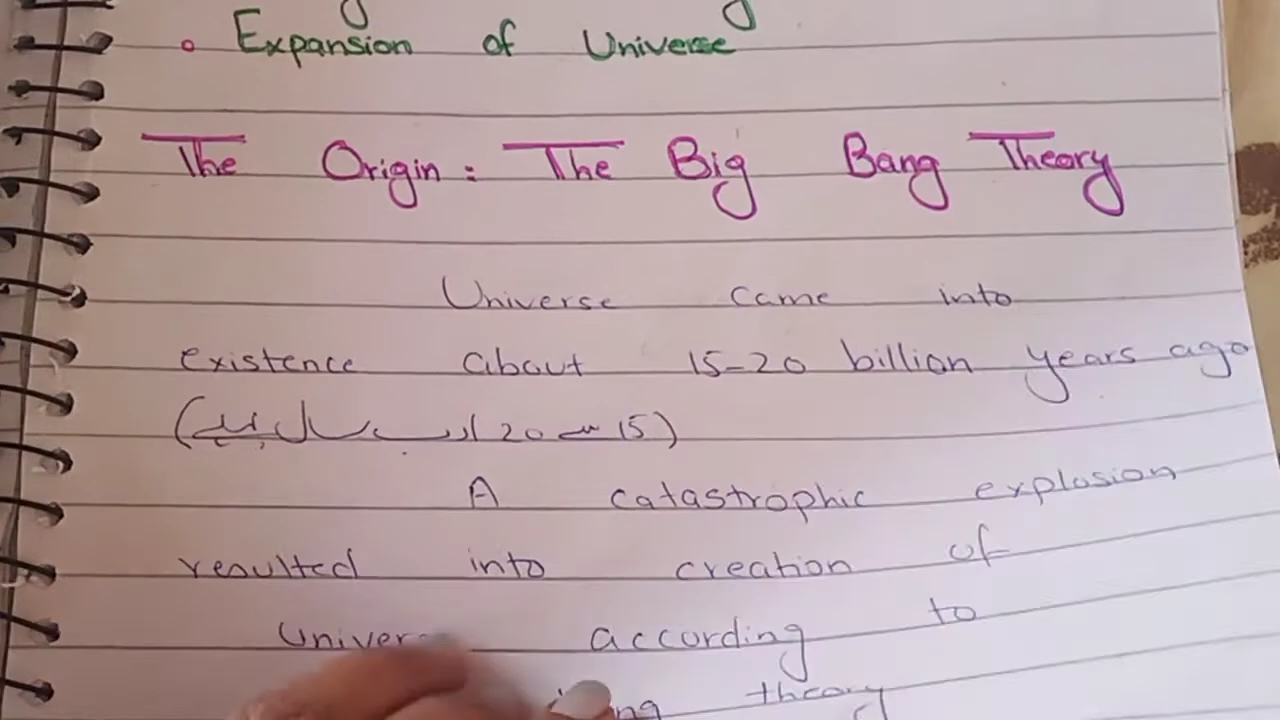 Expansion of Universe
The Origin : The Big Bang Theory
Universe came into
existence about 15-20 billion years ago
(15 سے 20 ارب سال پہلے)
A catastrophic explosion
resulted into creation of
according to
theory